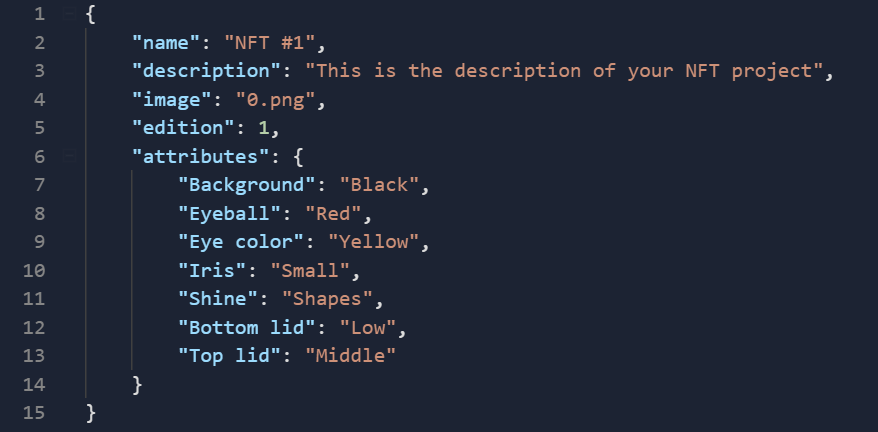 1 {
2 "name": "NFT #1",
3 "description": "This is the description of your NFT project",
4 "image": "0.png",
5 "edition": 1,
6 "attributes": {
7 "Background": "Black",
8 "Eyeball": "Red",
9 "Eye color": "Yellow",
10 "Iris": "Small",
11 "Shine": "Shapes",
12 "Bottom lid": "Low",
13 "Top lid": "Middle"
14 }
15 }